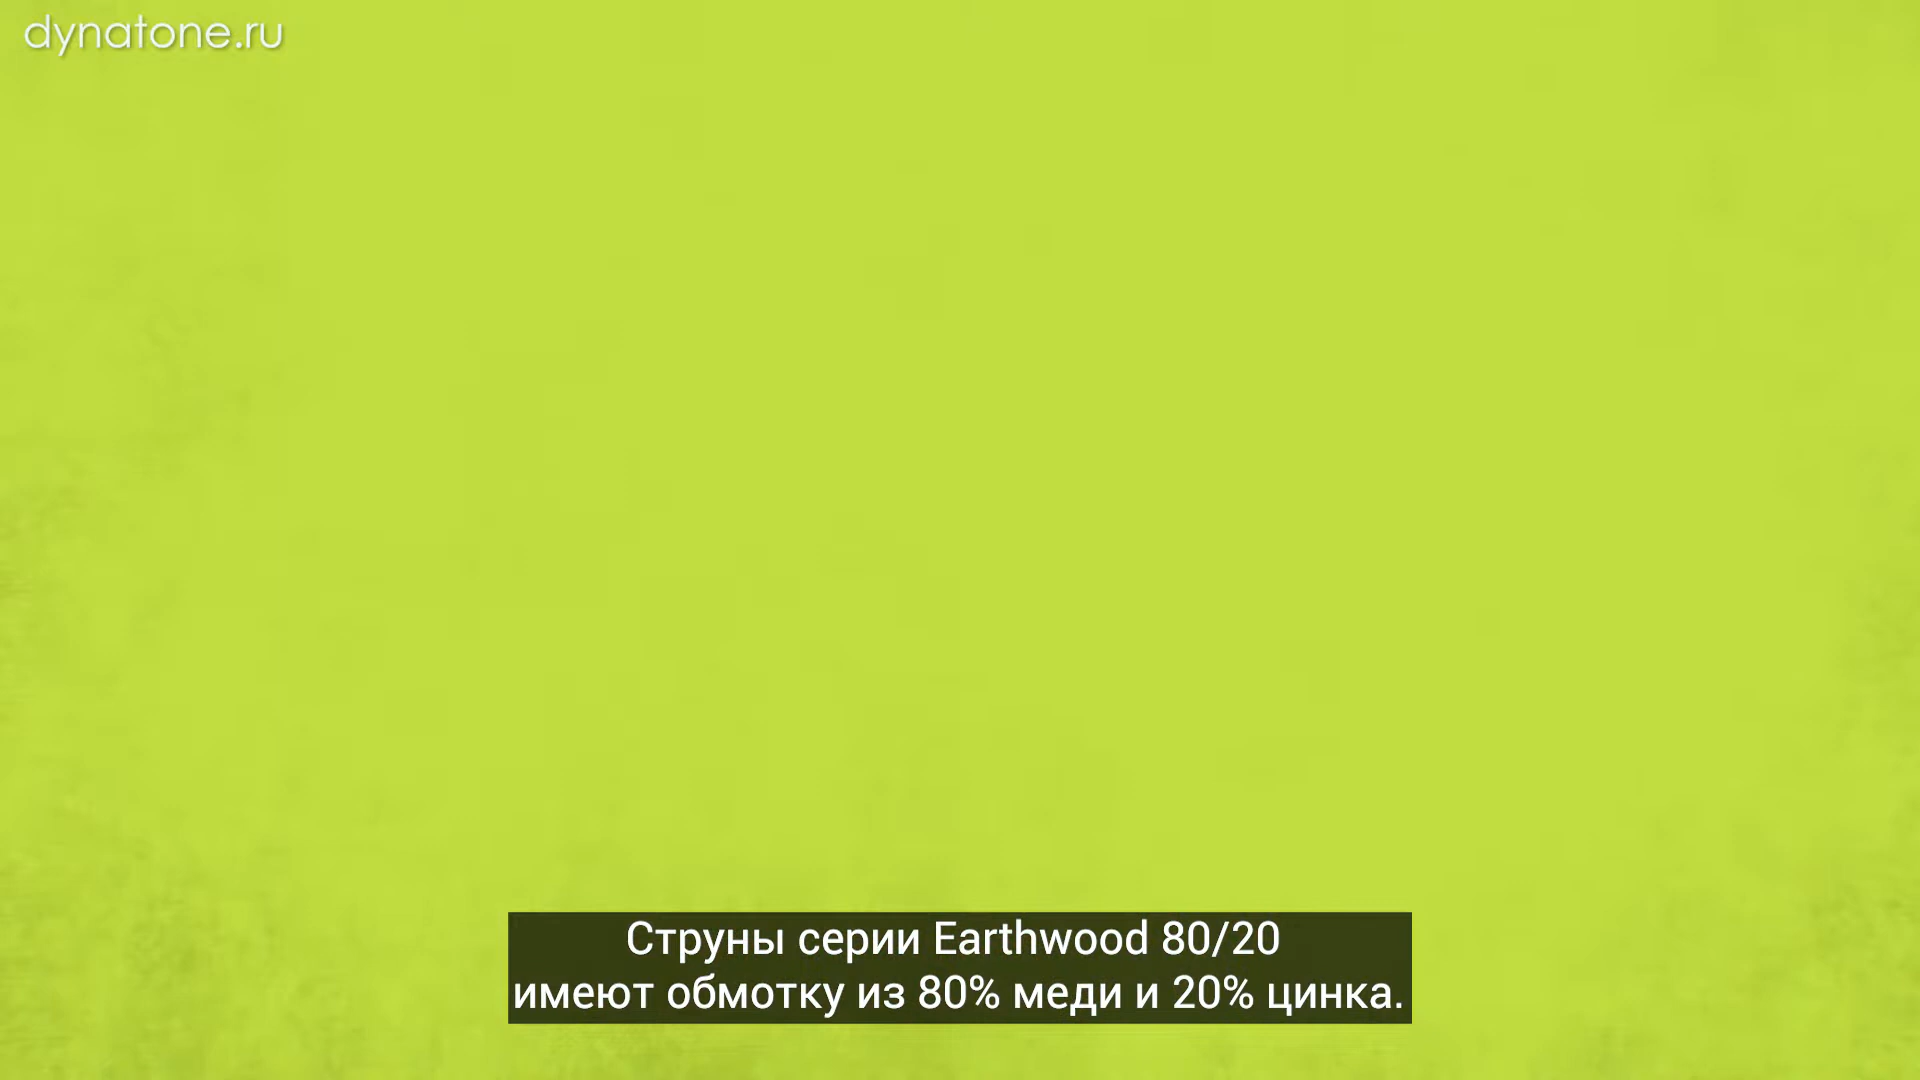 dynatone.ru
Струны серии Earthwood 80/20
имеют обмотку из 80% меди и 20% цинка.